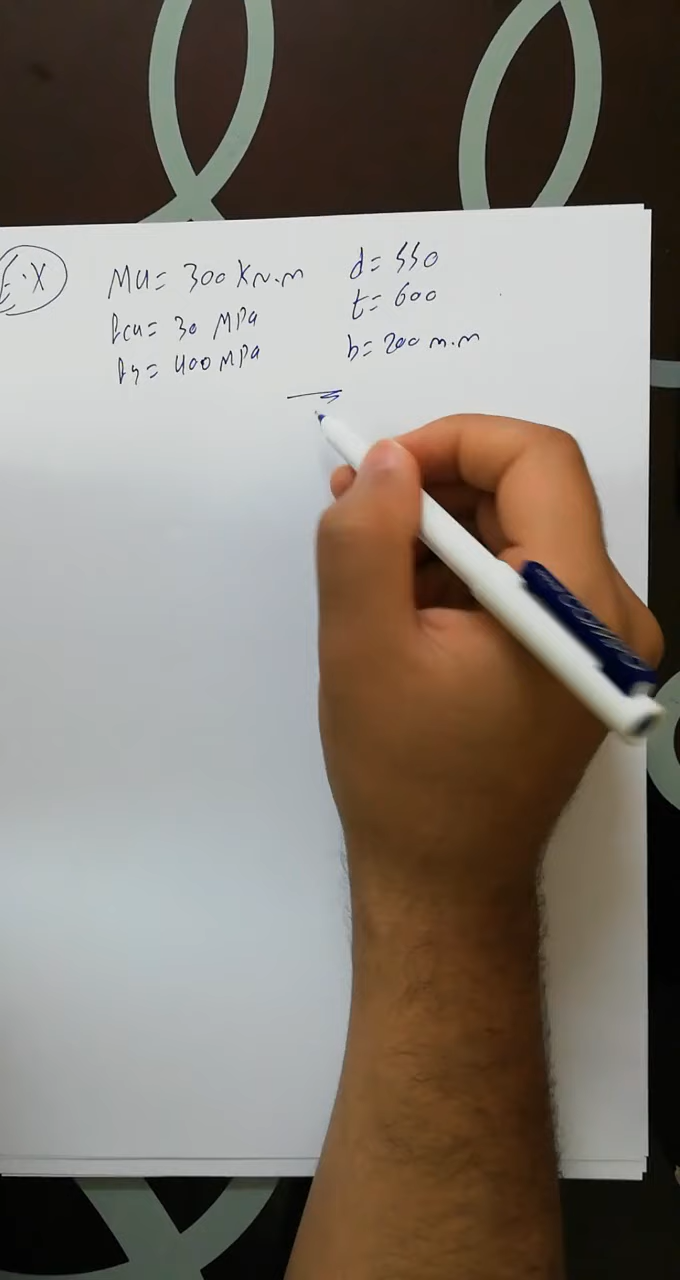 E.X
Mu = 300 KN.m
fcu = 30 MPa
fy = 400 MPa
d = 550
t = 600
b = 200 m.m